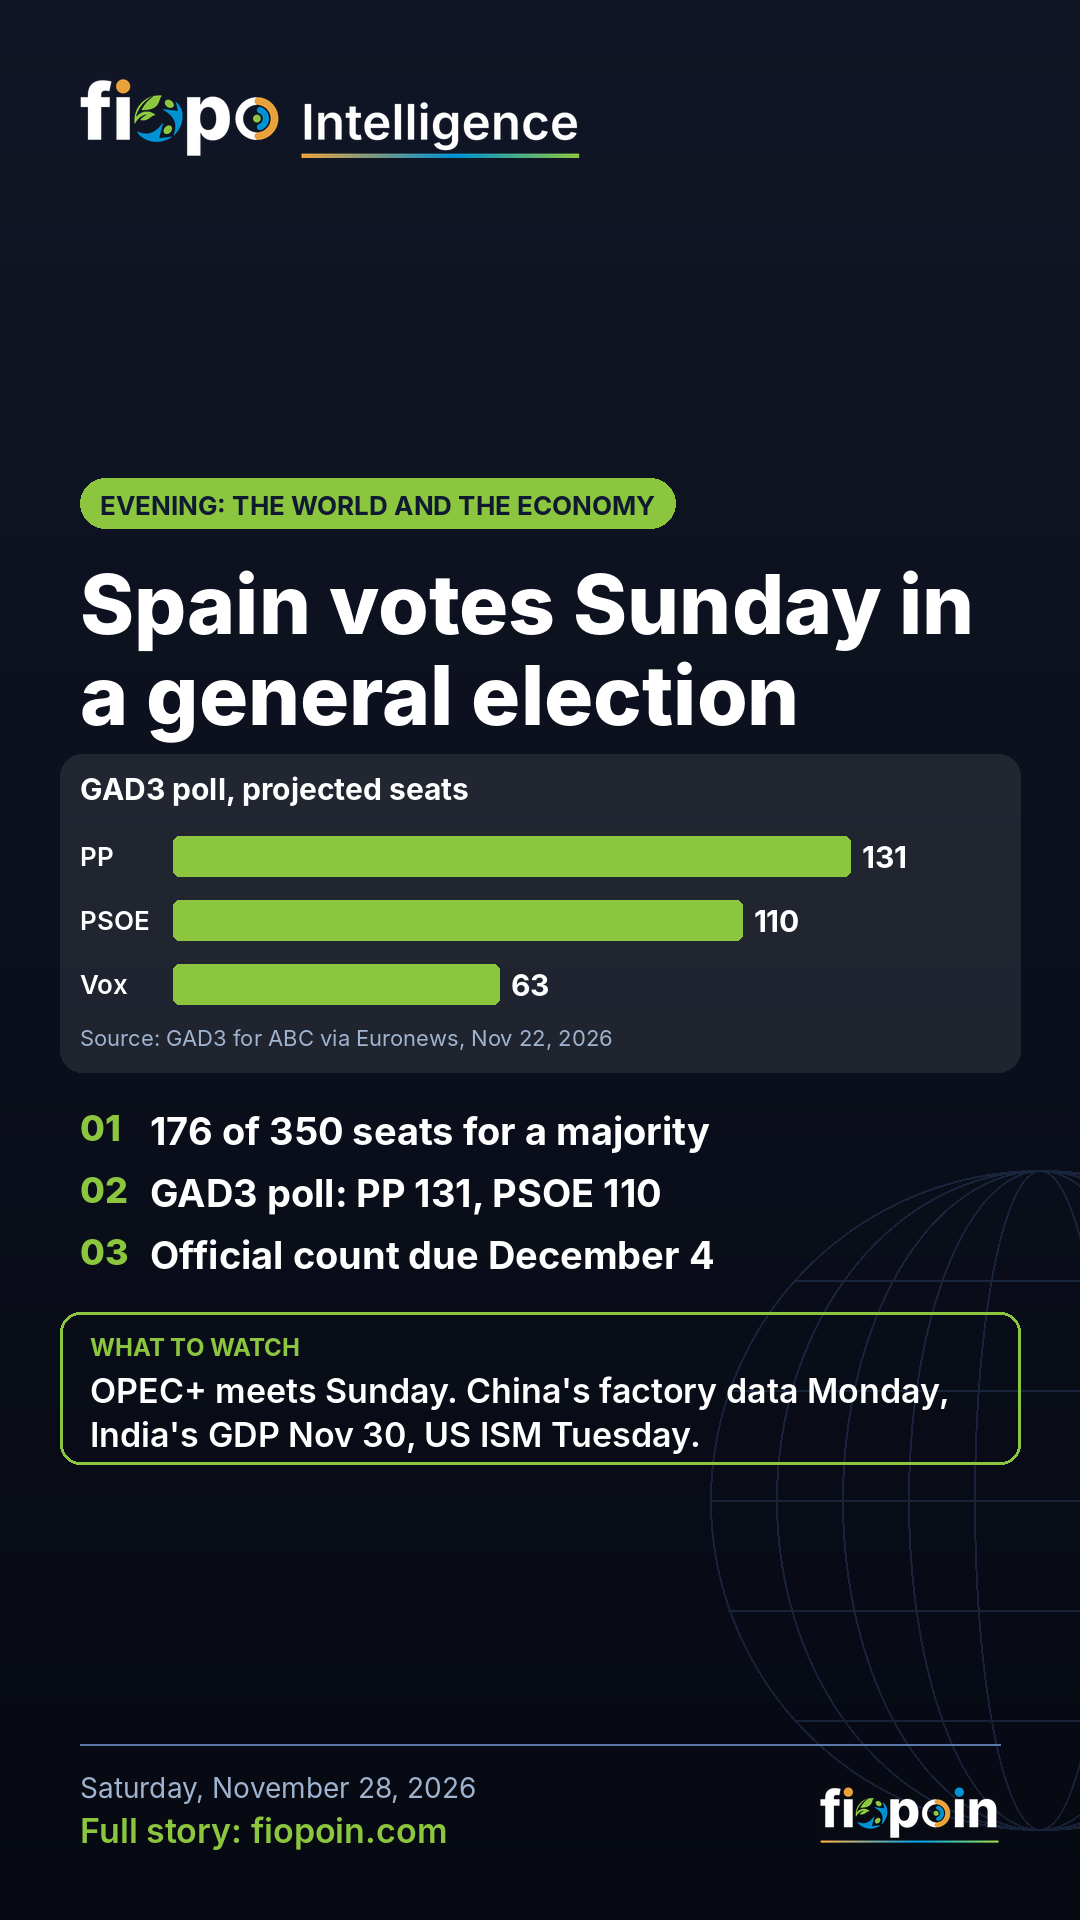 fiopo Intelligence
EVENING: THE WORLD AND THE ECONOMY
Spain votes Sunday in
a general election
GAD3 poll, projected seats
PP 131
PSOE 110
Vox 63
Source: GAD3 for ABC via Euronews, Nov 22, 2026
01 176 of 350 seats for a majority
02 GAD3 poll: PP 131, PSOE 110
03 Official count due December 4
WHAT TO WATCH
OPEC+ meets Sunday. China's factory data Monday,
India's GDP Nov 30, US ISM Tuesday.
Saturday, November 28, 2026
Full story: fiopoin.com
fiopoin